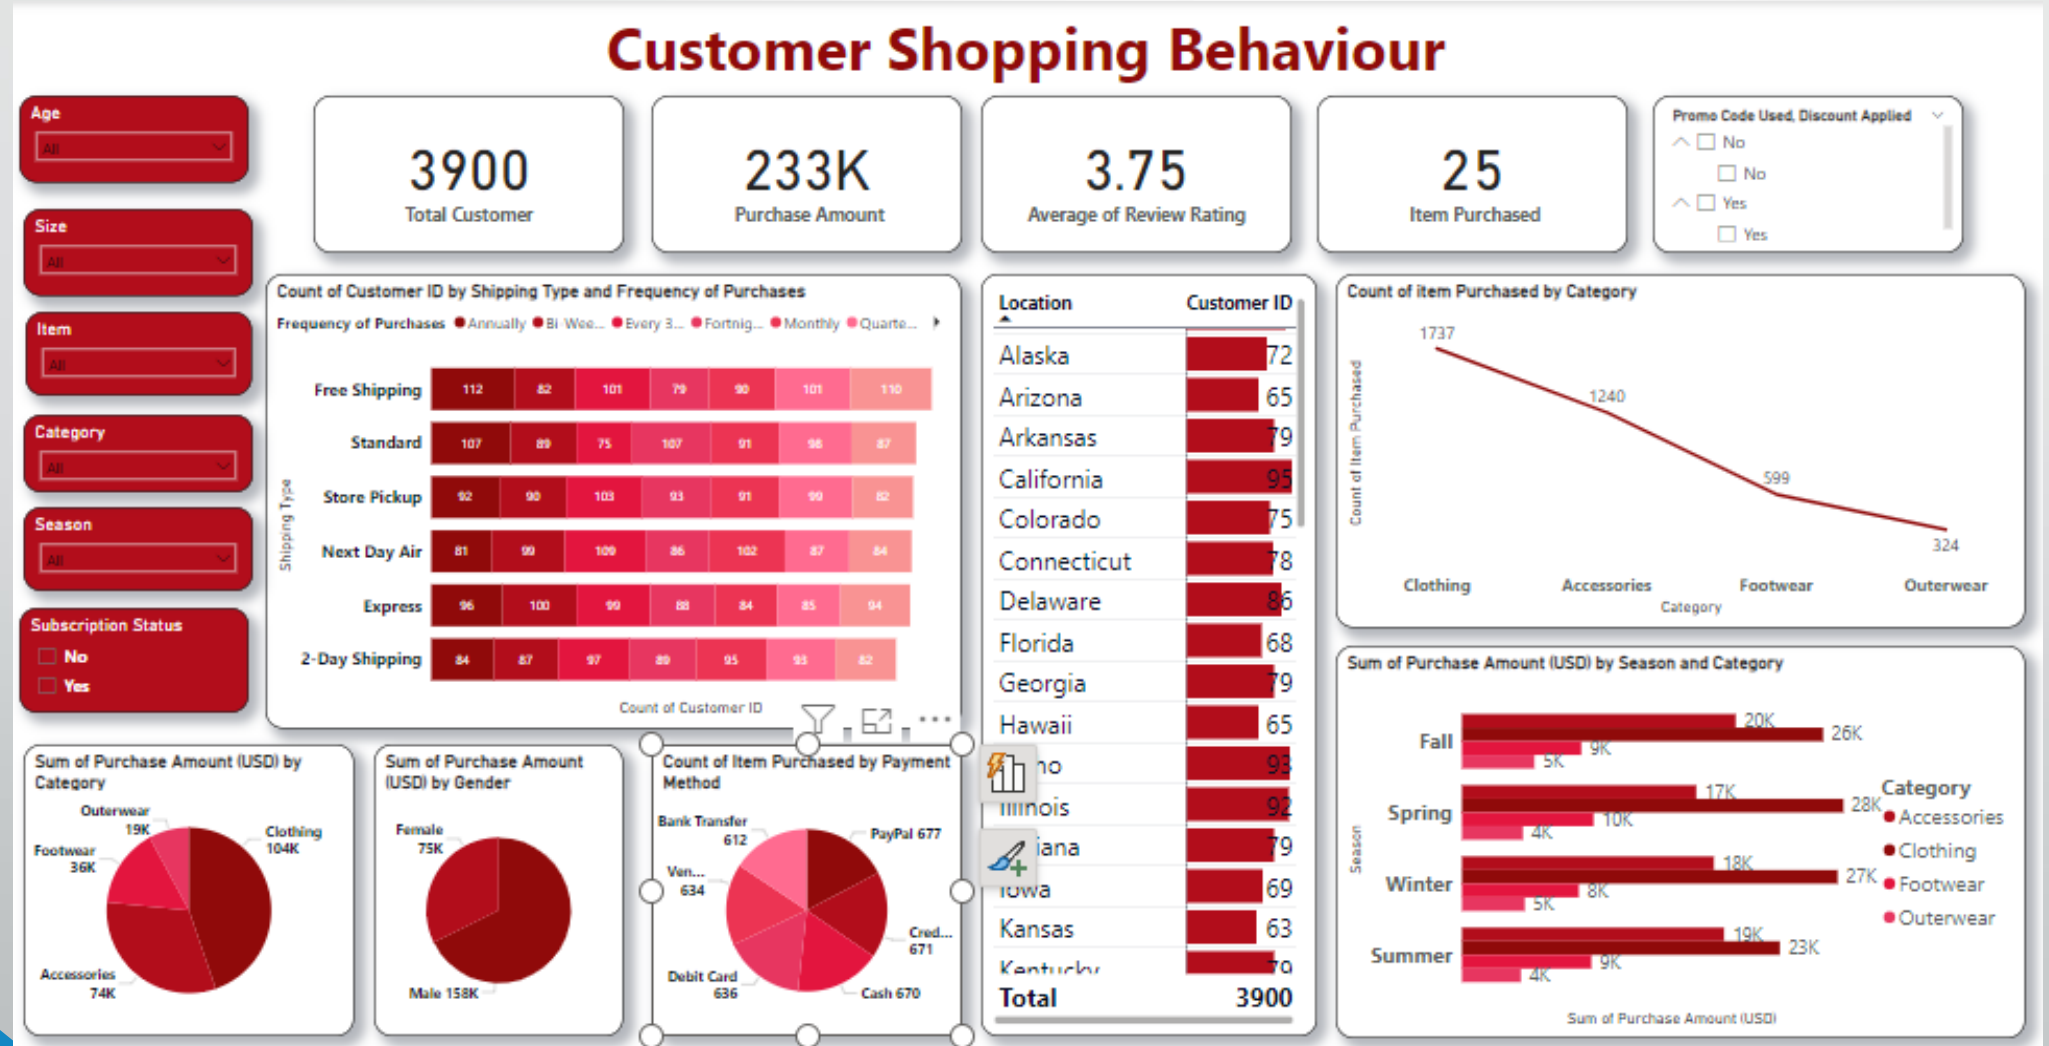 Customer Shopping Behaviour
Age
All
Size
All
Item
All
Category
All
Season
All
Subscription Status
No
Yes
3900
Total Customer
233K
Purchase Amount
3.75
Average of Review Rating
25
Item Purchased
Promo Code Used, Discount Applied
No
No
Yes
Yes
Count of Customer ID by Shipping Type and Frequency of Purchases
Frequency of Purchases Annually Bi-Wee... Every 3... Fortnig... Monthly Quarte...
Shipping Type
Free Shipping 112 82 101 79 90 101 110
Standard 107 89 75 107 91 98 87
Store Pickup 92 90 103 93 91 99 82
Next Day Air 81 99 109 86 102 87 84
Express 96 100 99 88 84 85 94
2-Day Shipping 84 87 97 89 95 93 82
Count of Customer ID
Location Customer ID
Alaska 72
Arizona 65
Arkansas 79
California 95
Colorado 75
Connecticut 78
Delaware 86
Florida 68
Georgia 79
Hawaii 65
no 93
Illinois 92
iana 79
Iowa 69
Kansas 63
Kentucky 79
Total 3900
Count of item Purchased by Category
Count of Item Purchased
1737
1240
599
324
Clothing Accessories Footwear Outerwear
Category
Sum of Purchase Amount (USD) by Category
Outerwear
19K
Clothing
104K
Footwear
36K
Accessories
74K
Sum of Purchase Amount
(USD) by Gender
Female
75K
Male 158K
Count of Item Purchased by Payment
Method
Bank Transfer
612
PayPal 677
Ven...
634
Cred...
671
Debit Card
636
Cash 670
Sum of Purchase Amount (USD) by Season and Category
Season
Fall 20K 26K 9K 5K
Spring 17K 28K 10K 4K
Winter 18K 27K 8K 5K
Summer 19K 23K 9K 4K
Sum of Purchase Amount (USD)
Category
Accessories
Clothing
Footwear
Outerwear